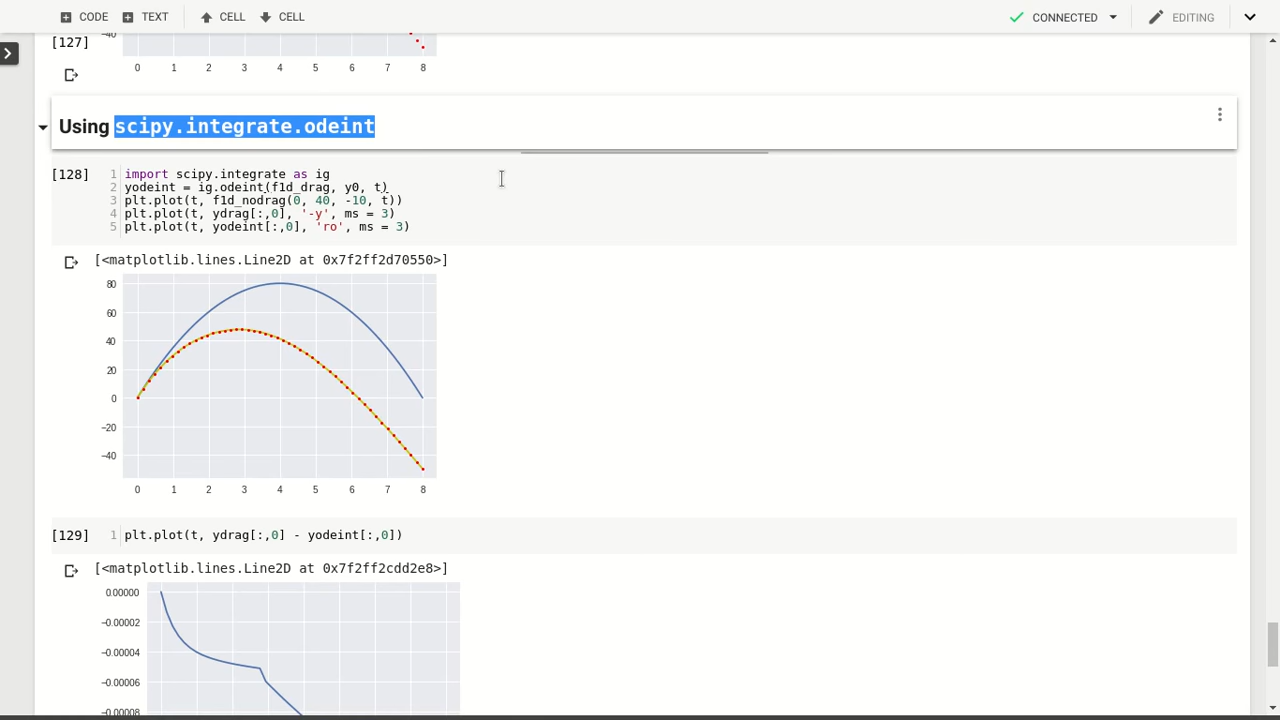 CODE TEXT CELL CELL CONNECTED EDITING
[127]
−40
0 1 2 3 4 5 6 7 8
Using scipy.integrate.odeint
[128]
1 import scipy.integrate as ig
2 yodeint = ig.odeint(f1d_drag, y0, t)
3 plt.plot(t, f1d_nodrag(0, 40, -10, t))
4 plt.plot(t, ydrag[:,0], '-y', ms = 3)
5 plt.plot(t, yodeint[:,0], 'ro', ms = 3)
[<matplotlib.lines.Line2D at 0x7f2ff2d70550>]
80
60
40
20
0
−20
−40
0 1 2 3 4 5 6 7 8
[129] 1 plt.plot(t, ydrag[:,0] - yodeint[:,0])
[<matplotlib.lines.Line2D at 0x7f2ff2cdd2e8>]
0.00000
−0.00002
−0.00004
−0.00006
−0.00008